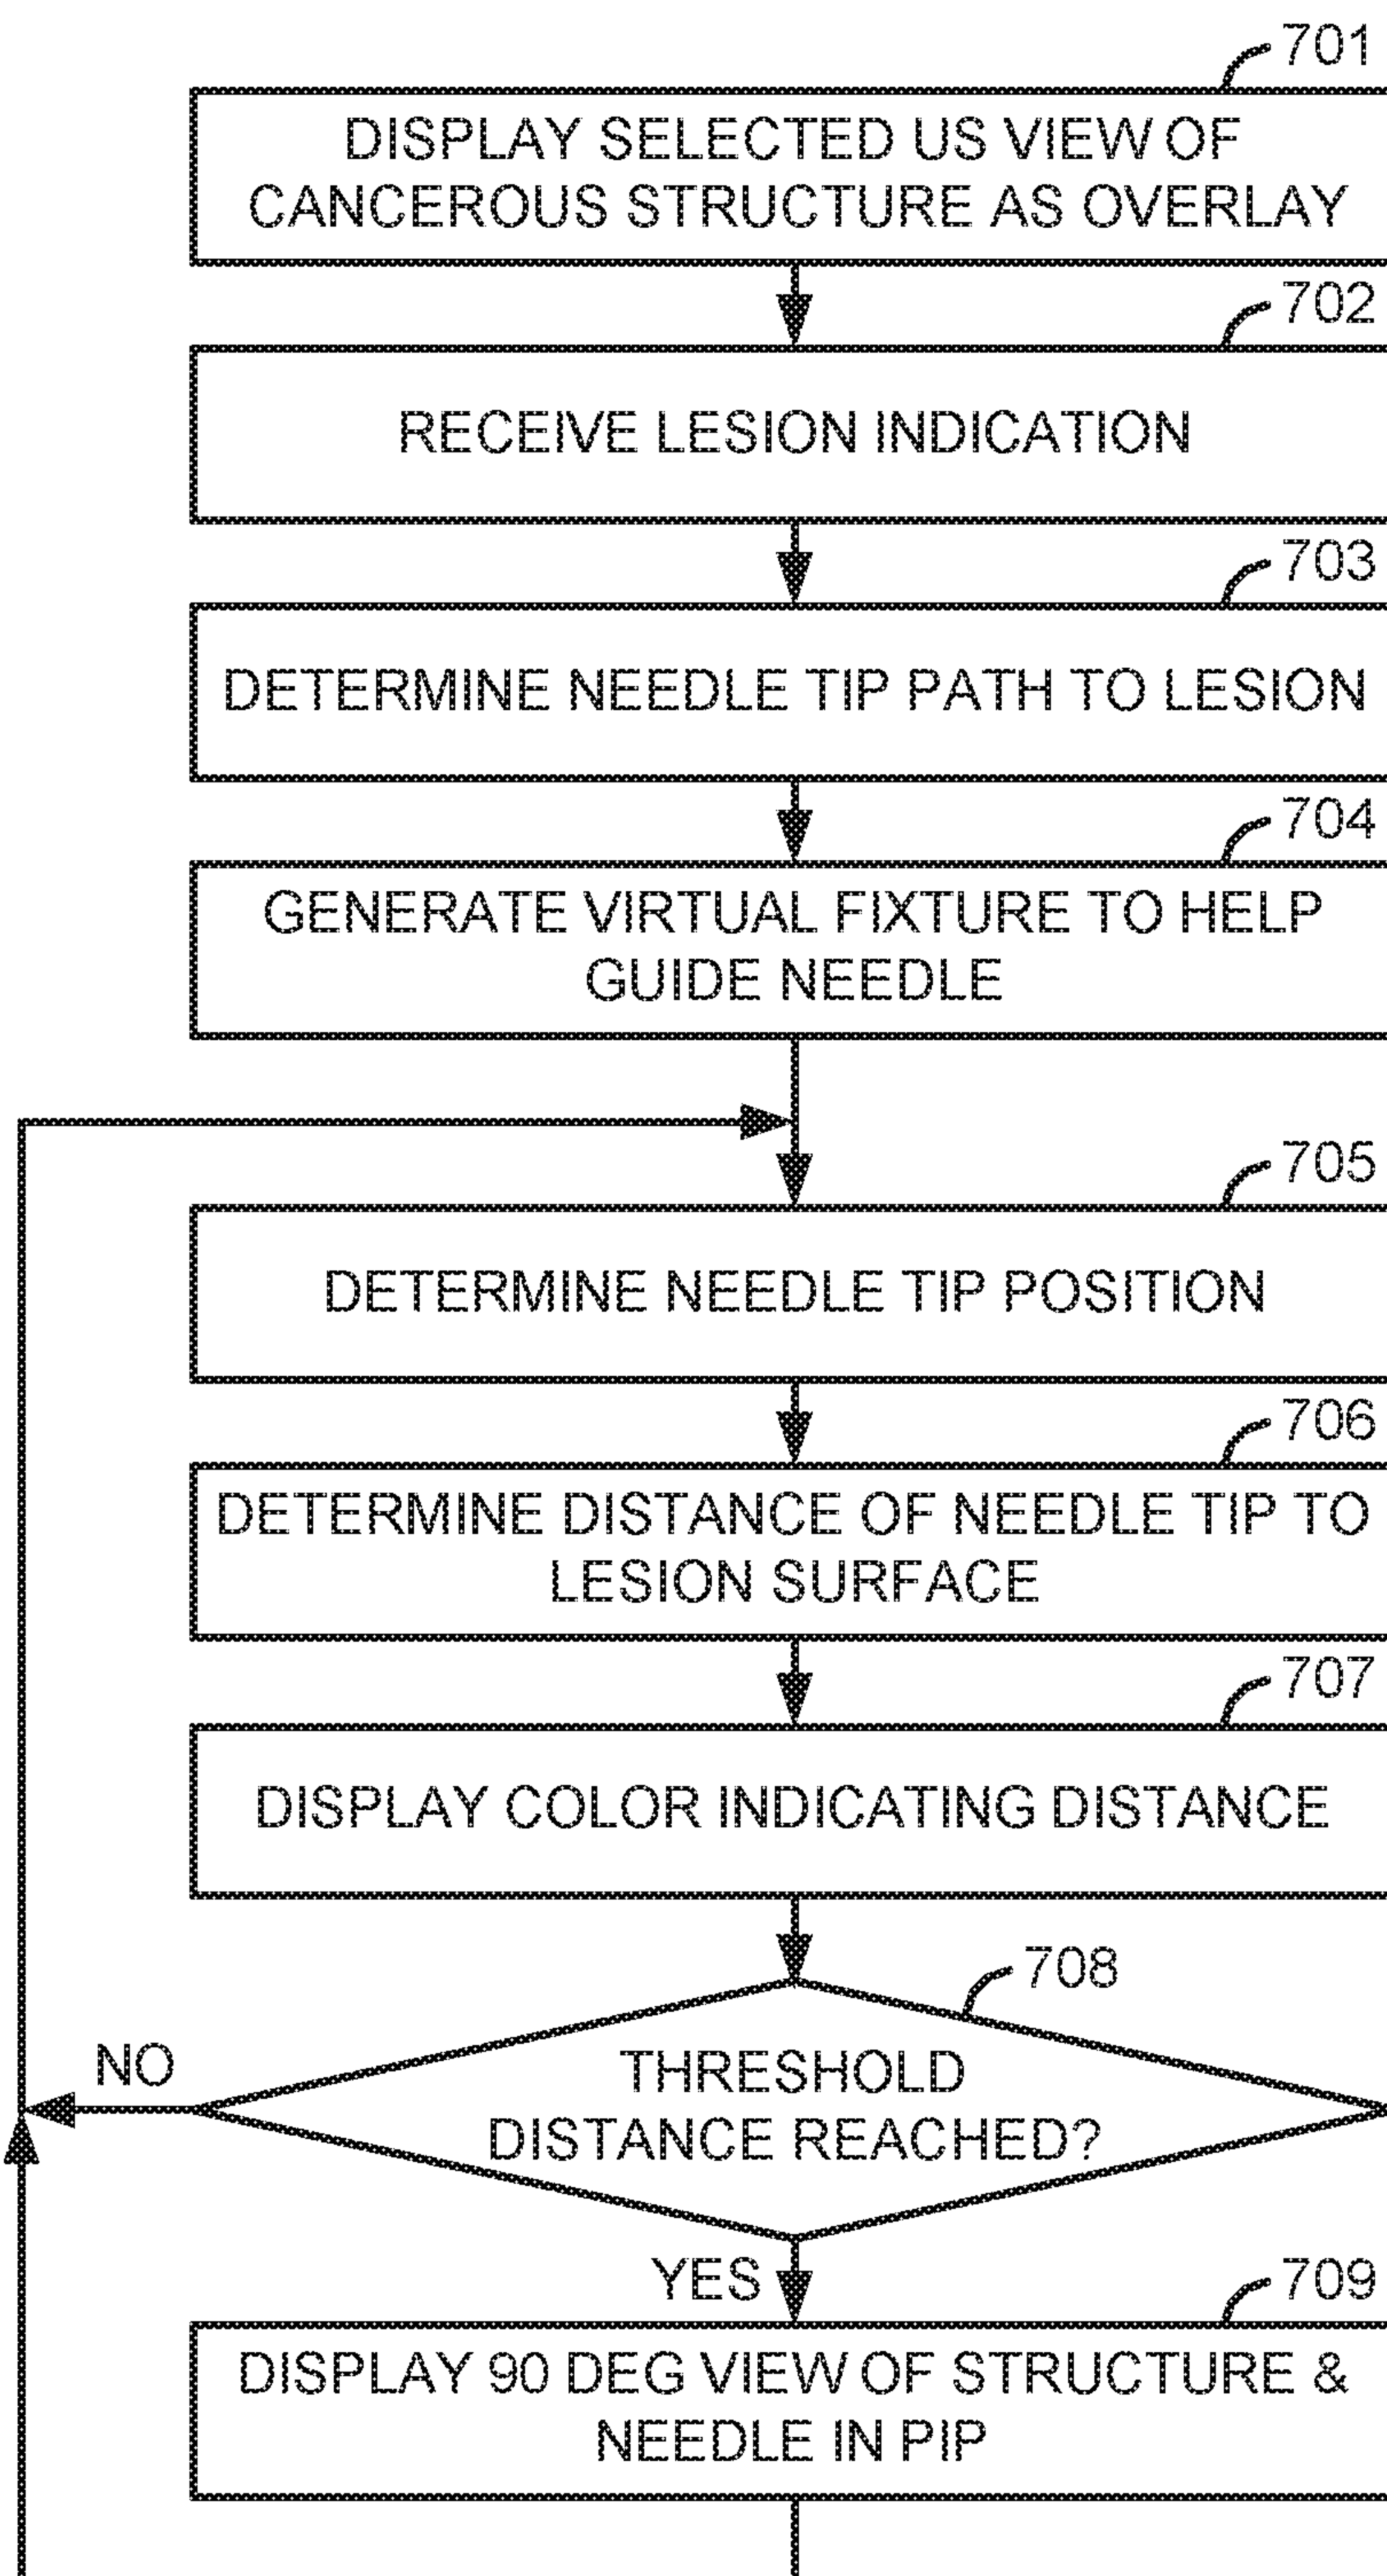 701
DISPLAY SELECTED US VIEW OF
CANCEROUS STRUCTURE AS OVERLAY
702
RECEIVE LESION INDICATION
703
DETERMINE NEEDLE TIP PATH TO LESION
704
GENERATE VIRTUAL FIXTURE TO HELP
GUIDE NEEDLE
705
DETERMINE NEEDLE TIP POSITION
706
DETERMINE DISTANCE OF NEEDLE TIP TO
LESION SURFACE
707
DISPLAY COLOR INDICATING DISTANCE
708
NO
THRESHOLD
DISTANCE REACHED?
YES
709
DISPLAY 90 DEG VIEW OF STRUCTURE &
NEEDLE IN PIP